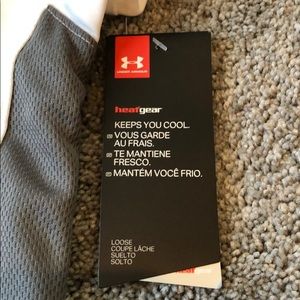 UNDER ARMOUR
heatgear
KEEPS YOU COOL.
VOUS GARDE
AU FRAIS.
TE MANTIENE
FRESCO.
MANTÉM VOCÊ FRIO.
LOOSE
COUPE LÂCHE
SUELTO
SOLTO
heatgear